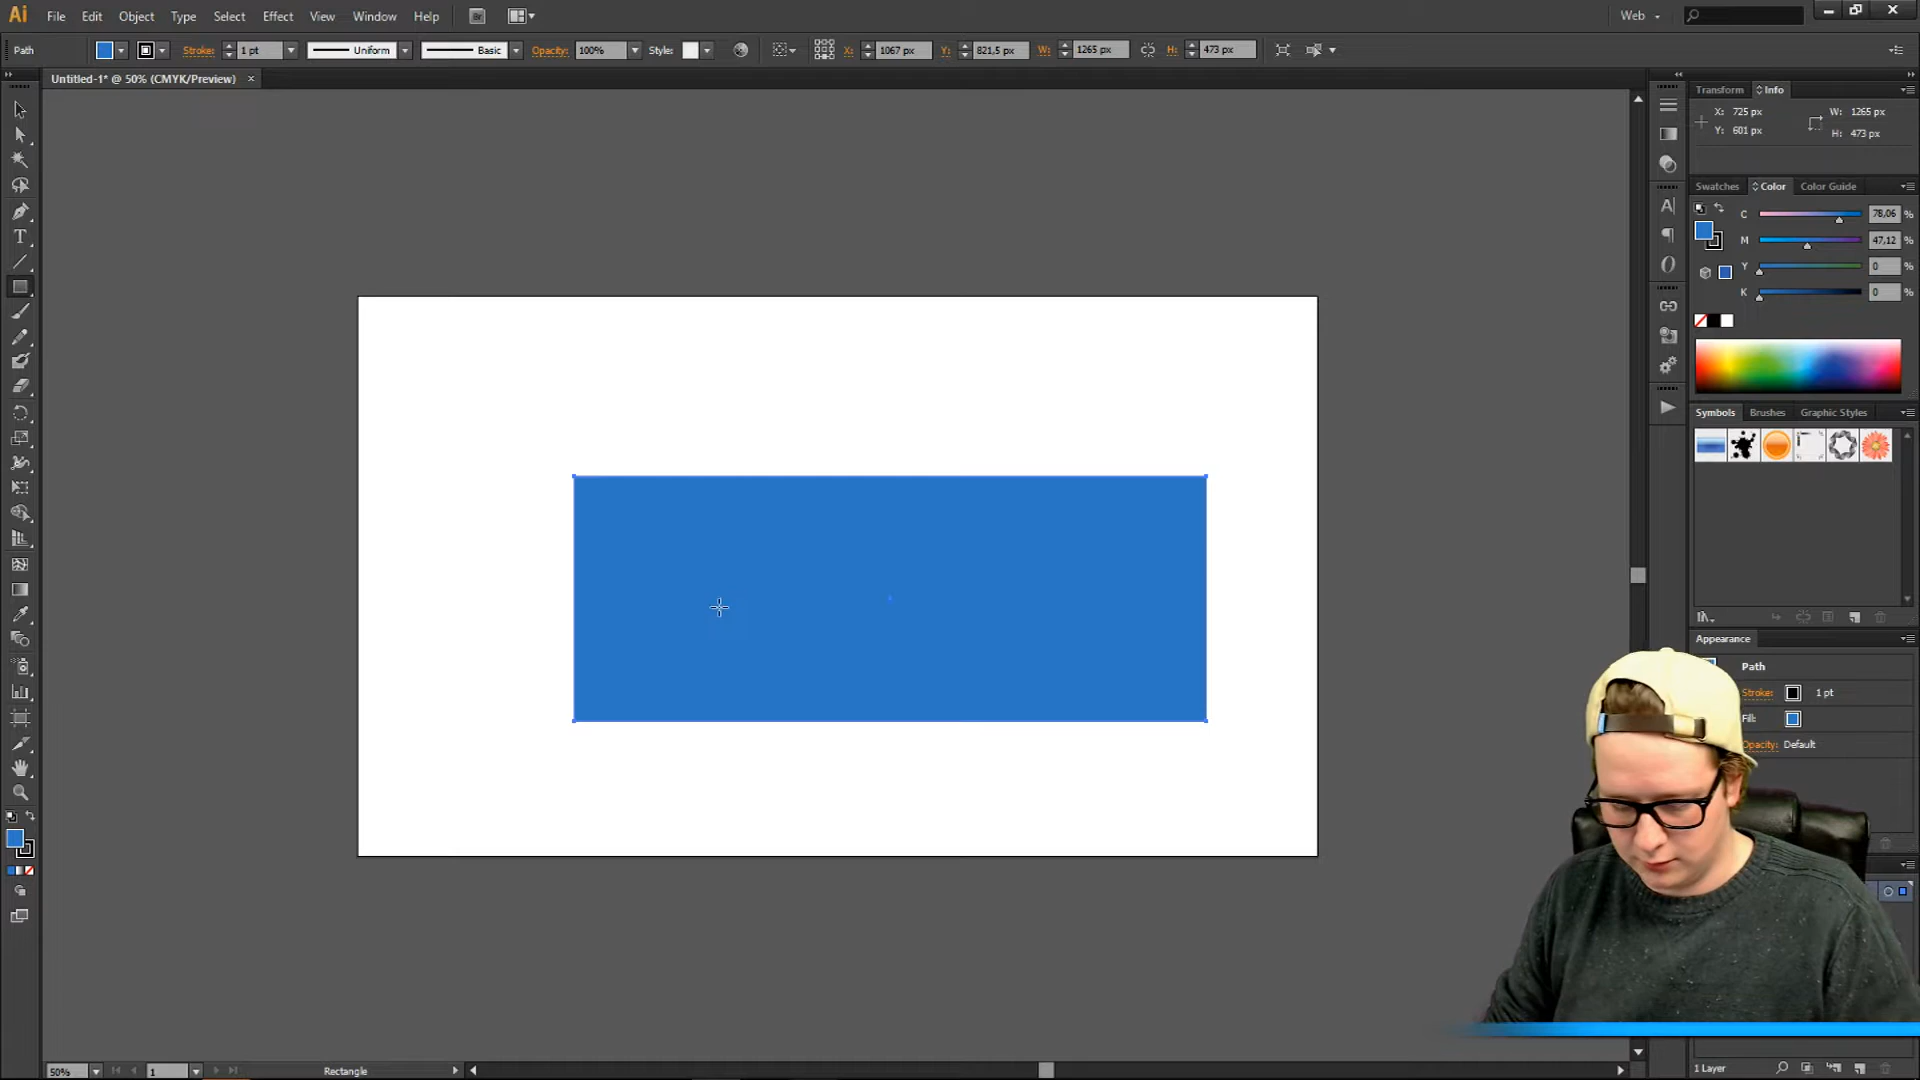 Ai File Edit Object Type Select Effect View Window Help Br Web
Path Stroke: 1 pt Uniform Basic Opacity: 100% Style: X: 1067 px Y: 821,5 px W: 1265 px H: 473 px
Untitled-1* @ 50% (CMYK/Preview) ×
Transform Info
X: 725 px W: 1265 px
Y: 601 px H: 473 px
Swatches Color Color Guide
C 78,06 %
M 47,12 %
Y 0 %
K 0 %
Symbols Brushes Graphic Styles
Appearance
Path
Stroke: 1 pt
Fill:
Opacity: Default
50% 1 Rectangle 1 Layer